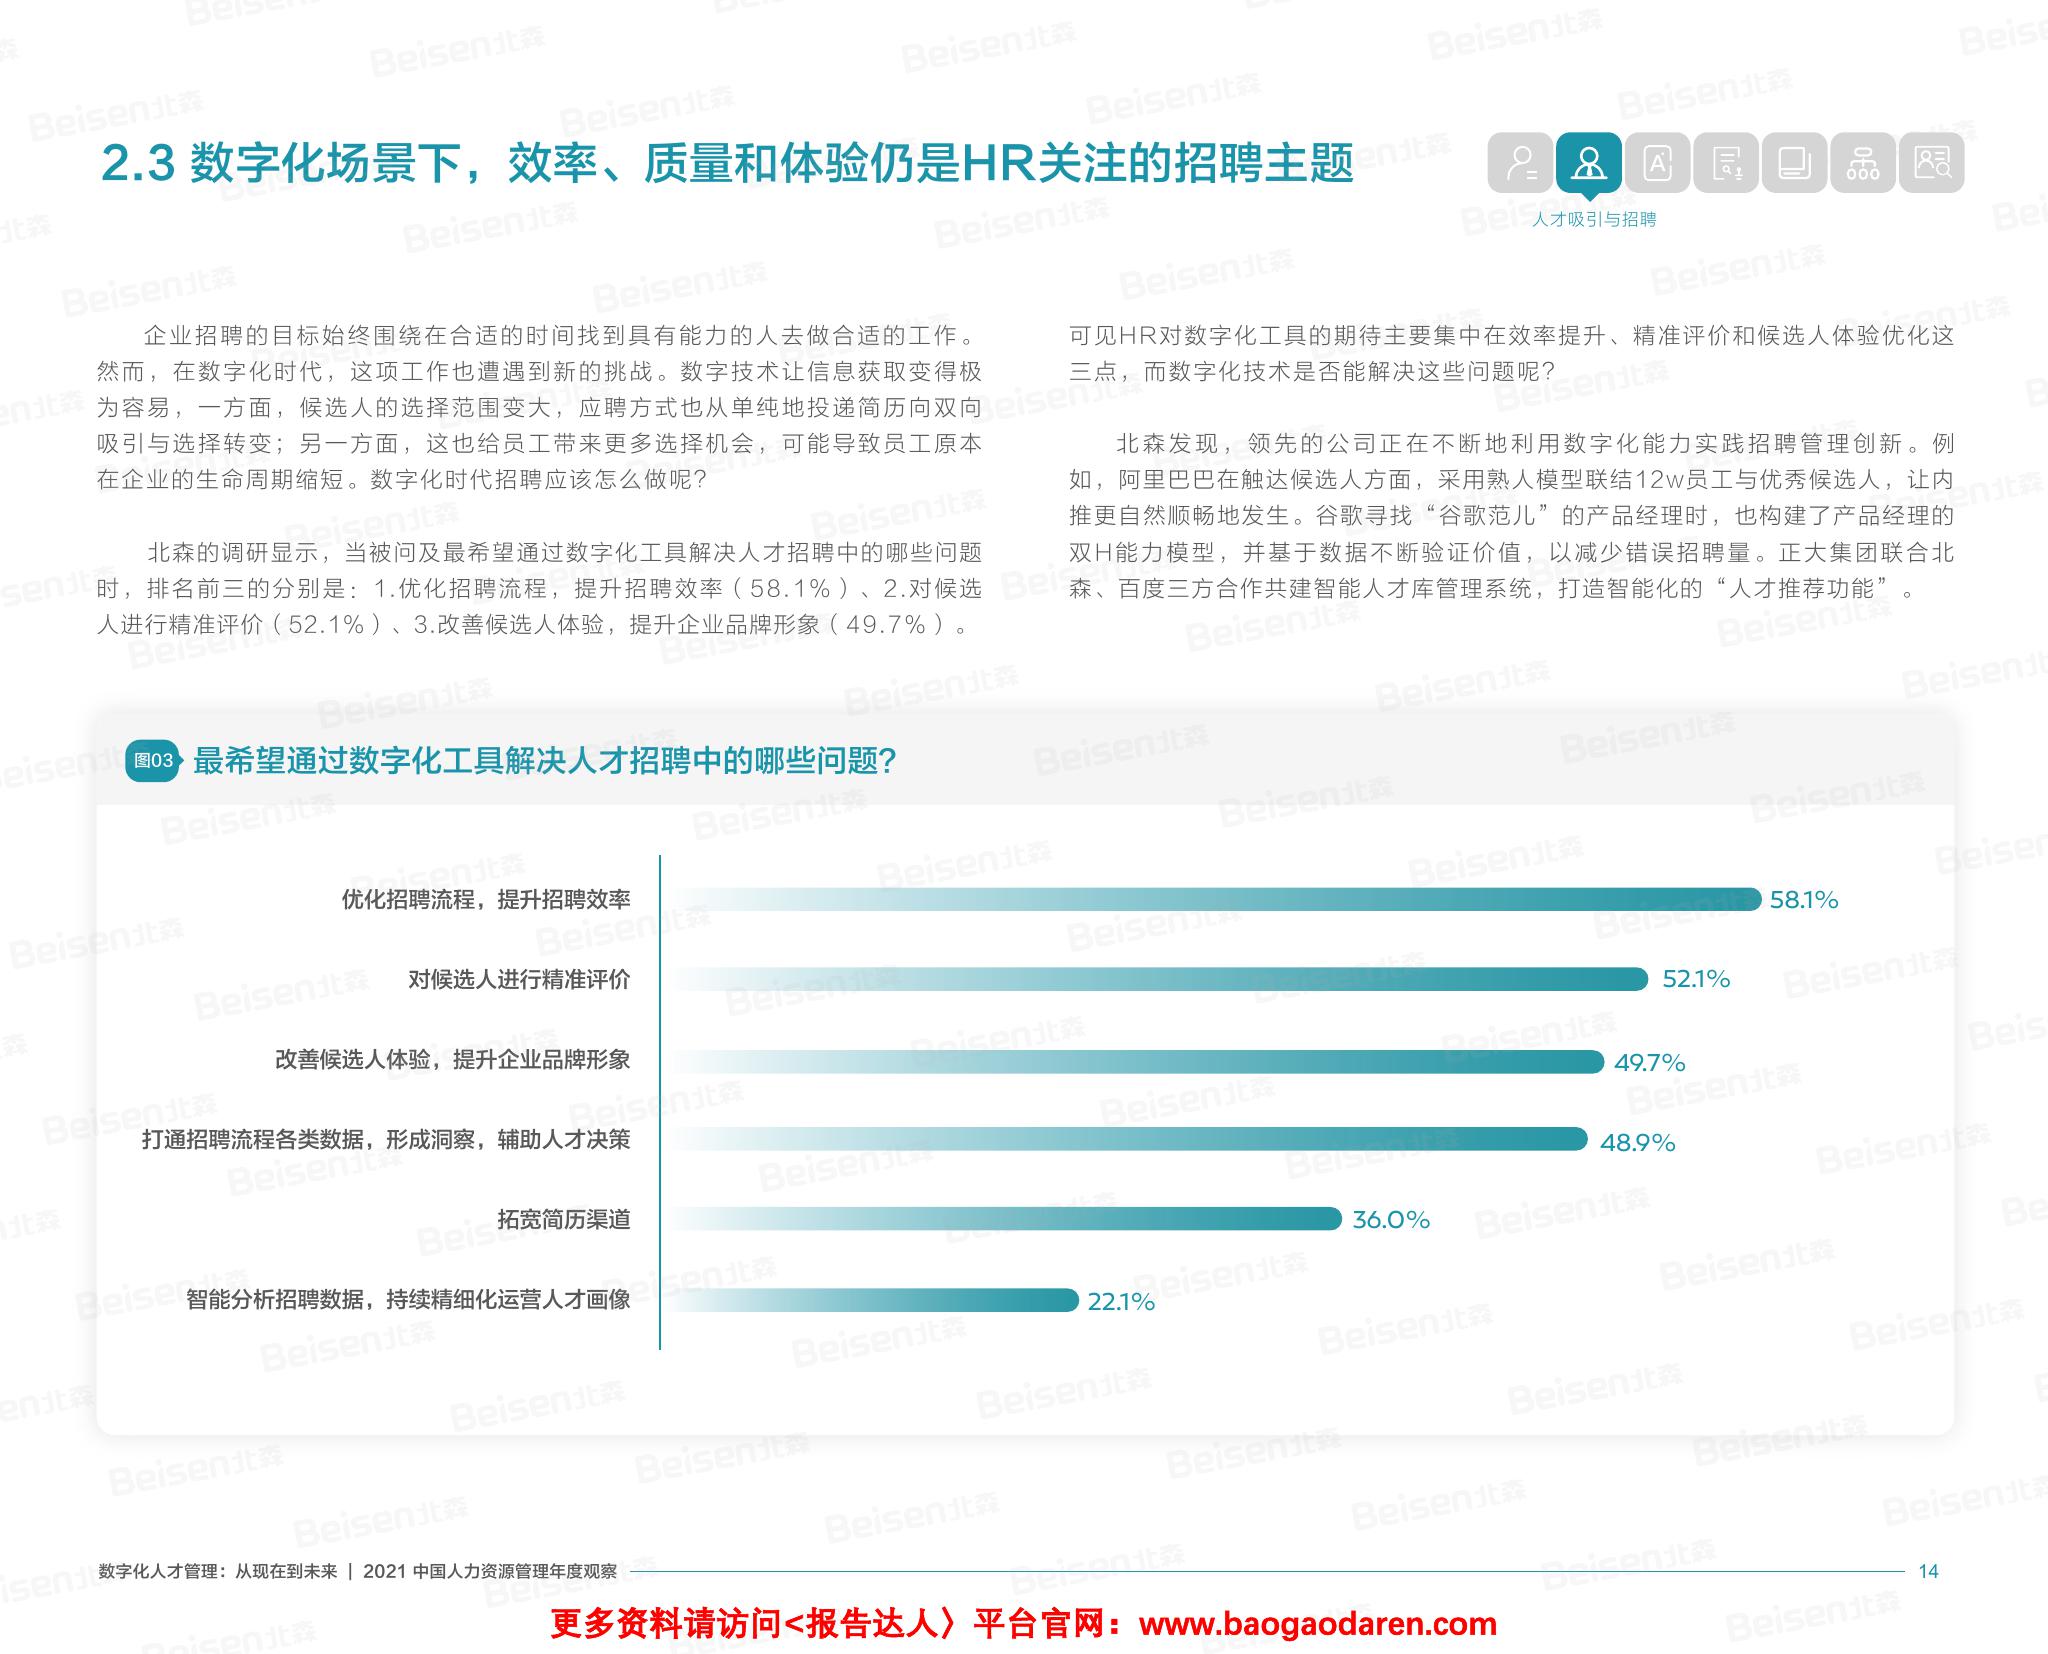 2.3 数字化场景下，效率、质量和体验仍是HR关注的招聘主题
人才吸引与招聘
企业招聘的目标始终围绕在合适的时间找到具有能力的人去做合适的工作。
然而，在数字化时代，这项工作也遭遇到新的挑战。数字技术让信息获取变得极
为容易，一方面，候选人的选择范围变大，应聘方式也从单纯地投递简历向双向
吸引与选择转变；另一方面，这也给员工带来更多选择机会，可能导致员工原本
在企业的生命周期缩短。数字化时代招聘应该怎么做呢？
北森的调研显示，当被问及最希望通过数字化工具解决人才招聘中的哪些问题
时，排名前三的分别是：1.优化招聘流程，提升招聘效率（58.1%）、2.对候选
人进行精准评价（52.1%）、3.改善候选人体验，提升企业品牌形象（49.7%）。
可见HR对数字化工具的期待主要集中在效率提升、精准评价和候选人体验优化这
三点，而数字化技术是否能解决这些问题呢？
北森发现，领先的公司正在不断地利用数字化能力实践招聘管理创新。例
如，阿里巴巴在触达候选人方面，采用熟人模型联结12w员工与优秀候选人，让内
推更自然顺畅地发生。谷歌寻找“谷歌范儿”的产品经理时，也构建了产品经理的
双H能力模型，并基于数据不断验证价值，以减少错误招聘量。正大集团联合北
森、百度三方合作共建智能人才库管理系统，打造智能化的“人才推荐功能”。
图03 最希望通过数字化工具解决人才招聘中的哪些问题？
优化招聘流程，提升招聘效率 58.1%
对候选人进行精准评价 52.1%
改善候选人体验，提升企业品牌形象 49.7%
打通招聘流程各类数据，形成洞察，辅助人才决策 48.9%
拓宽简历渠道 36.0%
智能分析招聘数据，持续精细化运营人才画像 22.1%
数字化人才管理：从现在到未来 | 2021 中国人力资源管理年度观察 14
更多资料请访问<报告达人〉平台官网：www.baogaodaren.com